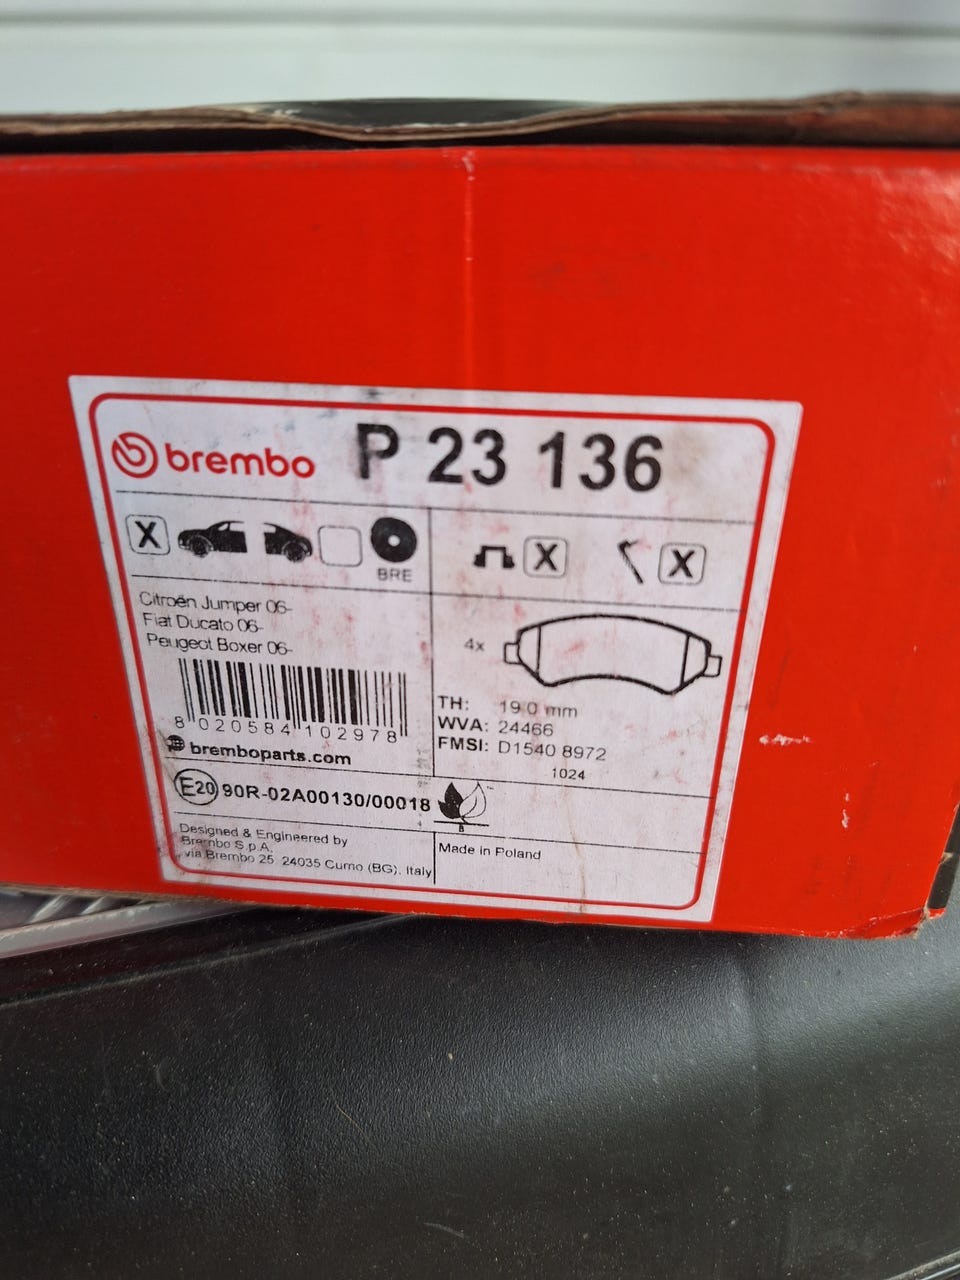 brembo P 23 136
X
BRE
X
X
Citroën Jumper 06-
Fiat Ducato 06-
Peugeot Boxer 06-
8 020584 102978
bremboparts.com
4x
TH: 19.0 mm
WVA: 24466
FMSI: D1540 8972
1024
E20 90R-02A00130/00018
B
Designed & Engineered by
Brembo S.p.A.
via Brembo 25 24035 Curno (BG), Italy
Made in Poland